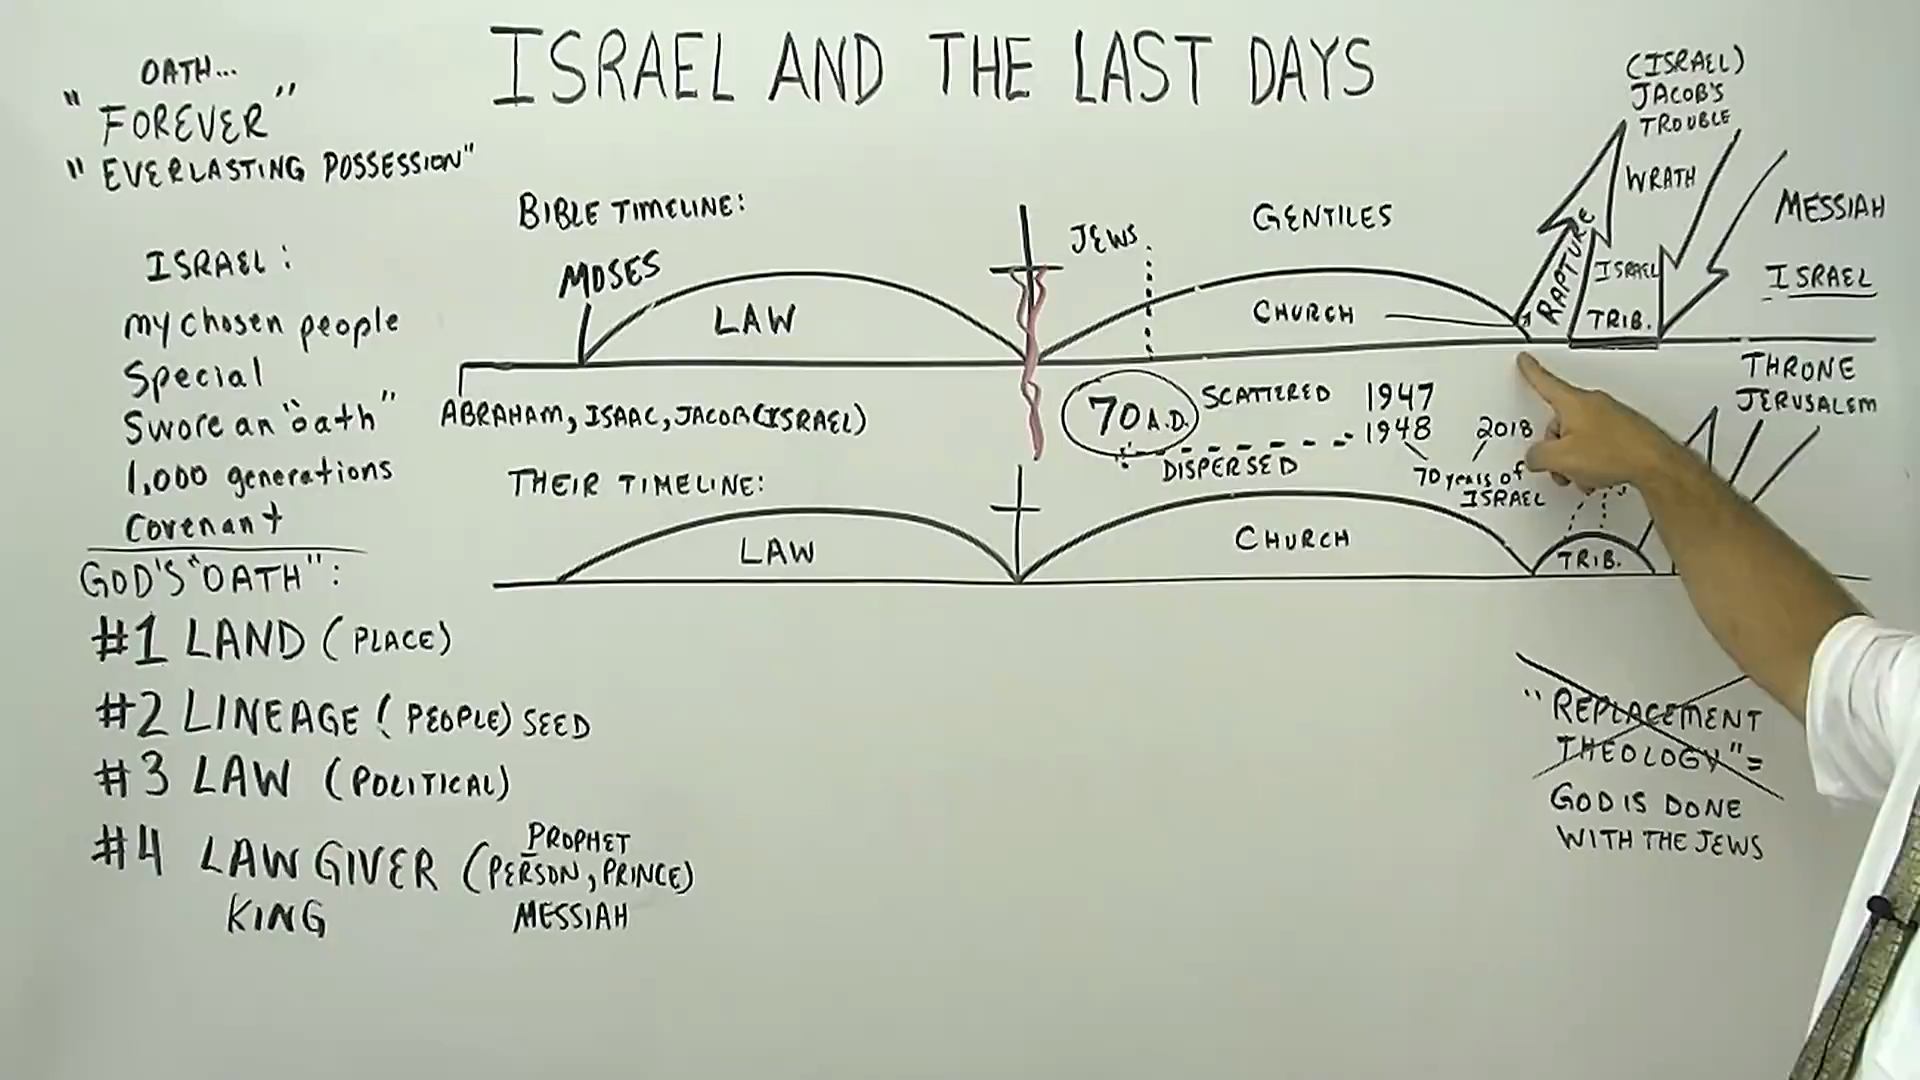 ISRAEL AND THE LAST DAYS
OATH...
"FOREVER"
"EVERLASTING POSSESSION"
ISRAEL:
my chosen people
Special
Swore an "oath"
1,000 generations
Covenant
GOD'S "OATH":
#1 LAND (PLACE)
#2 LINEAGE (PEOPLE) SEED
#3 LAW (POLITICAL)
#4 LAW GIVER (PERSON, PRINCE)
PROPHET
KING
MESSIAH
BIBLE TIMELINE:
MOSES
LAW
JEWS
GENTILES
CHURCH
RAPTURE
(ISRAEL)
JACOB'S
TROUBLE
WRATH
ISRAEL
TRIB.
MESSIAH
ISRAEL
THRONE
JERUSALEM
ABRAHAM, ISAAC, JACOB (ISRAEL)
70 A.D.
SCATTERED
DISPERSED
1947
1948
2018
70 years of
ISRAEL
THEIR TIMELINE:
LAW
CHURCH
TRIB.
"REPLACEMENT
THEOLOGY"=
GOD IS DONE
WITH THE JEWS